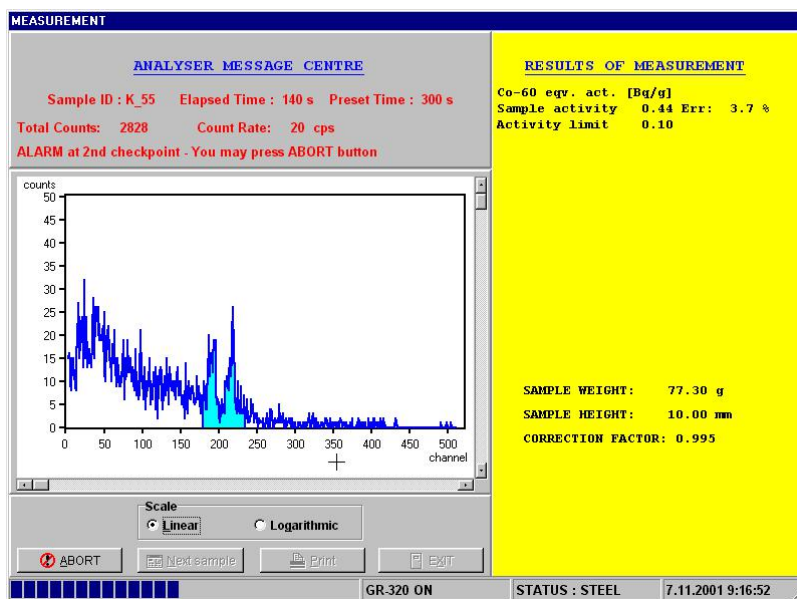 MEASUREMENT
ANALYSER MESSAGE CENTRE
Sample ID : K_55 Elapsed Time : 140 s Preset Time : 300 s
Total Counts: 2828 Count Rate: 20 cps
ALARM at 2nd checkpoint - You may press ABORT button
RESULTS OF MEASUREMENT
Co-60 eqv. act. [Bq/g]
Sample activity 0.44 Err: 3.7 %
Activity limit 0.10
counts
50
45
40
35
30
25
20
15
10
5
0
0 50 100 150 200 250 300 350 400 450 500
channel
SAMPLE WEIGHT: 77.30 g
SAMPLE HEIGHT: 10.00 mm
CORRECTION FACTOR: 0.995
Scale
Linear Logarithmic
ABORT Next sample Print EXIT
GR-320 ON STATUS : STEEL 7.11.2001 9:16:52